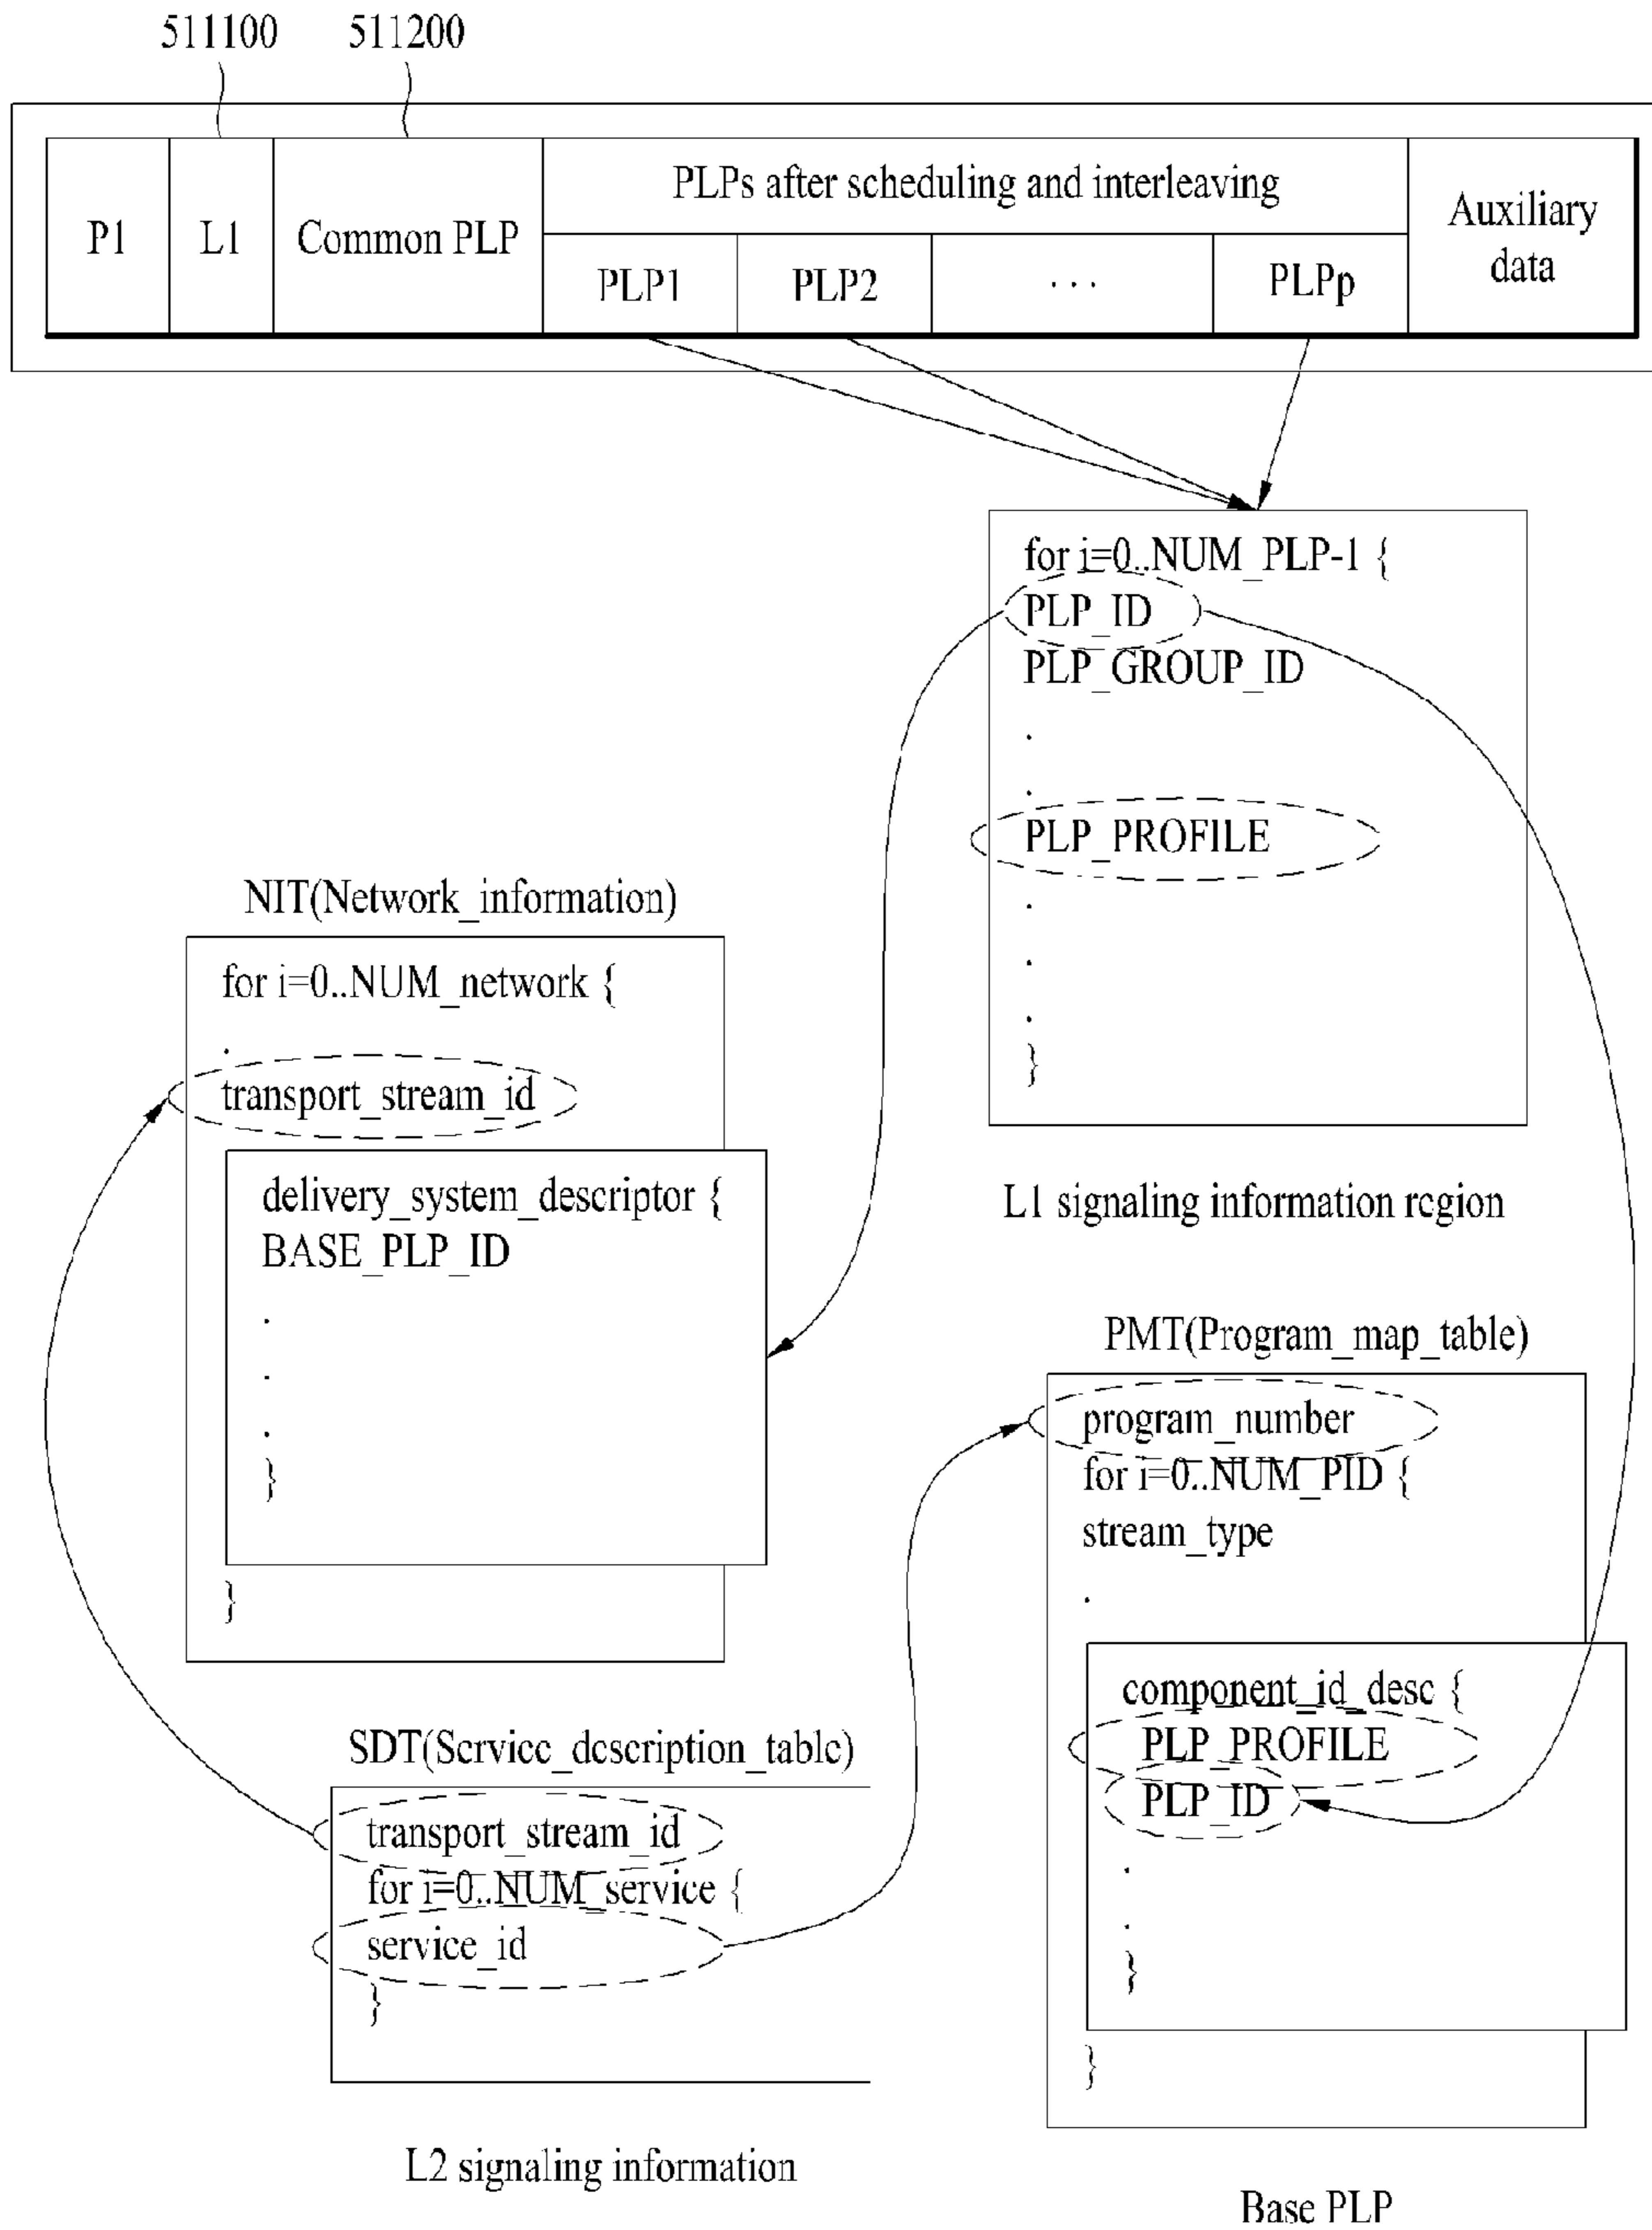 511100 511200
P1 L1 Common PLP PLPs after scheduling and interleaving Auxiliary data
PLP1 PLP2 ... PLPp
for i=0..NUM_PLP-1 {
PLP_ID
PLP_GROUP_ID
.
.
PLP_PROFILE
.
.
.
}
L1 signaling information region
NIT(Network_information)
for i=0..NUM_network {
.
transport_stream_id
delivery_system_descriptor {
BASE_PLP_ID
.
.
.
}
}
PMT(Program_map_table)
program_number
for i=0..NUM_PID {
stream_type
.
component_id_desc {
PLP_PROFILE
PLP_ID
.
.
}
}
Base PLP
SDT(Service_description_table)
transport_stream_id
for i=0..NUM_service {
service_id
}
L2 signaling information